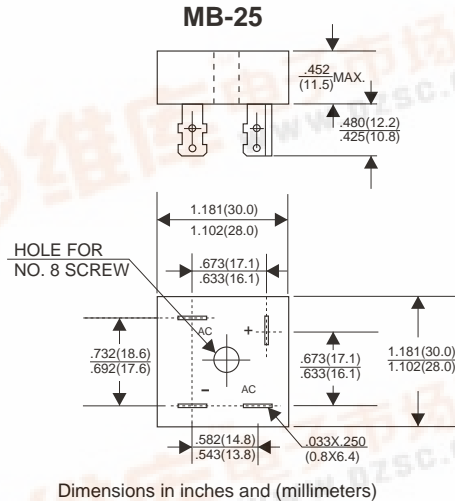 MB-25
.452
(11.5)
MAX.
.480(12.2)
.425(10.8)
1.181(30.0)
1.102(28.0)
HOLE FOR
NO. 8 SCREW
.673(17.1)
.633(16.1)
AC
+
.732(18.6)
.692(17.6)
.673(17.1)
.633(16.1)
1.181(30.0)
1.102(28.0)
- AC
.582(14.8)
.543(13.8)
.033X.250
(0.8X6.4)
Dimensions in inches and (millimeters)